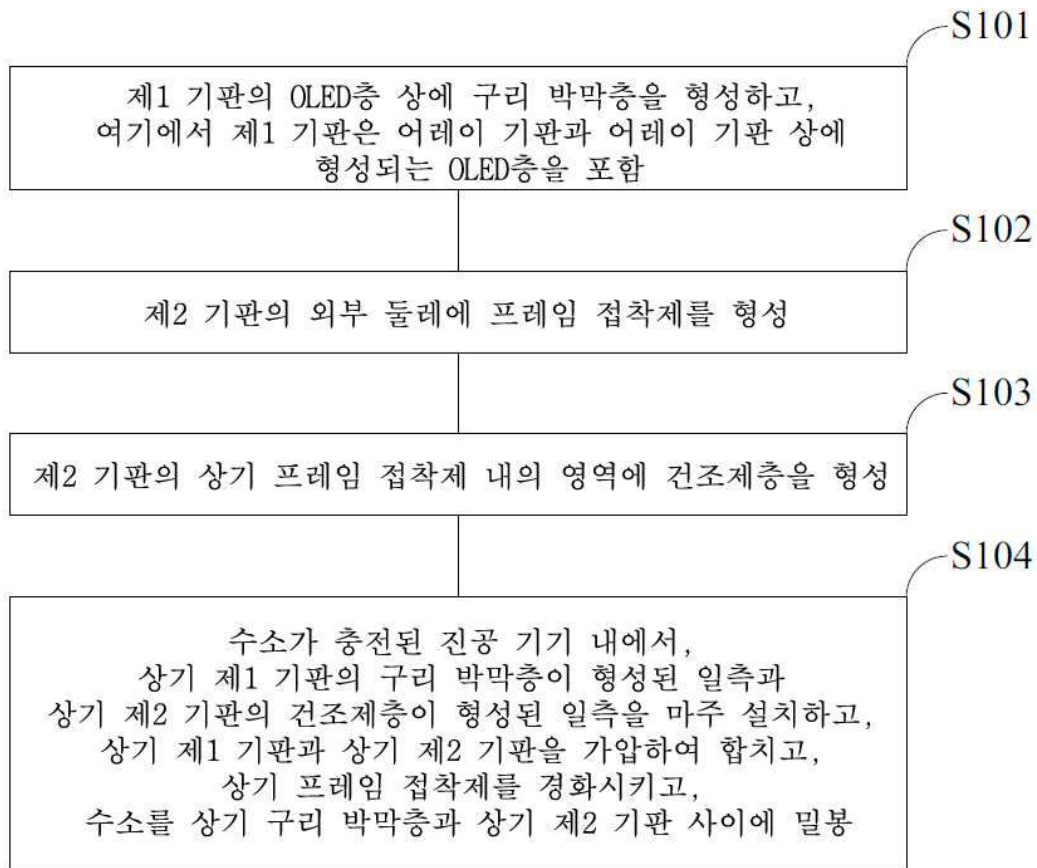 S101
제1 기판의 OLED층 상에 구리 박막층을 형성하고,
여기에서 제1 기판은 어레이 기판과 어레이 기판 상에
형성되는 OLED층을 포함
S102
제2 기판의 외부 둘레에 프레임 접착제를 형성
S103
제2 기판의 상기 프레임 접착제 내의 영역에 건조제층을 형성
S104
수소가 충전된 진공 기기 내에서,
상기 제1 기판의 구리 박막층이 형성된 일측과
상기 제2 기판의 건조제층이 형성된 일측을 마주 설치하고,
상기 제1 기판과 상기 제2 기판을 가압하여 합치고,
상기 프레임 접착제를 경화시키고,
수소를 상기 구리 박막층과 상기 제2 기판 사이에 밀봉